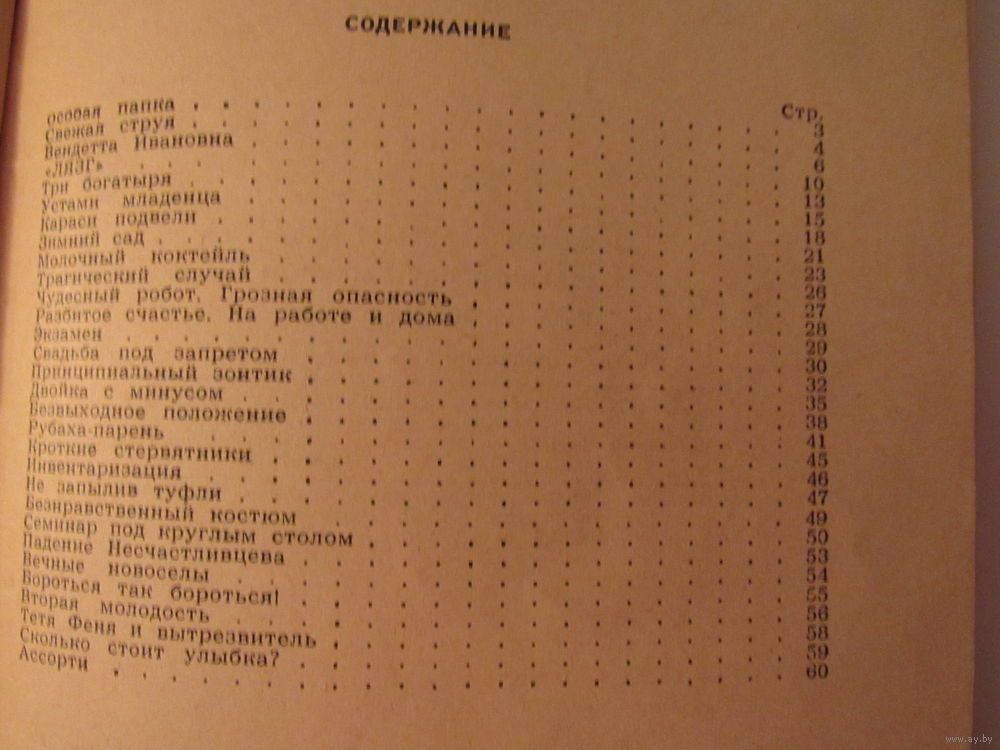 СОДЕРЖАНИЕ
Стр.
Особая папка . . . . . . . . . . . . . . . . 3
Свежая струя . . . . . . . . . . . . . . . . 4
Вендетта Ивановна . . . . . . . . . . . . . . 6
«ЛЯЗГ» . . . . . . . . . . . . . . . . . . 10
Три богатыря . . . . . . . . . . . . . . . . 13
Устами младенца . . . . . . . . . . . . . . . 15
Караси подвели . . . . . . . . . . . . . . . 18
Зимний сад . . . . . . . . . . . . . . . . . 21
Молочный коктейль . . . . . . . . . . . . . . 23
Трагический случай . . . . . . . . . . . . . . 26
Чудесный робот. Грозная опасность . . . . . . . . . 27
Разбитое счастье. На работе и дома . . . . . . . . . 28
Экзамен . . . . . . . . . . . . . . . . . . 29
Свадьба под запретом . . . . . . . . . . . . . 30
Принципиальный зонтик . . . . . . . . . . . . . 32
Двойка с минусом . . . . . . . . . . . . . . . 35
Безвыходное положение . . . . . . . . . . . . . 38
Рубаха-парень . . . . . . . . . . . . . . . . 41
Кроткие стервятники . . . . . . . . . . . . . . 45
Инвентаризация . . . . . . . . . . . . . . . 46
Не запылив туфли . . . . . . . . . . . . . . . 47
Безнравственный костюм . . . . . . . . . . . . . 49
Семинар под круглым столом . . . . . . . . . . . 50
Падение Несчастливцева . . . . . . . . . . . . . 53
Вечные новоселы . . . . . . . . . . . . . . . 54
Бороться так бороться! . . . . . . . . . . . . . 55
Вторая молодость . . . . . . . . . . . . . . . 56
Тетя Феня и вытрезвитель . . . . . . . . . . . . 58
Сколько стоит улыбка? . . . . . . . . . . . . . 59
Ассорти . . . . . . . . . . . . . . . . . . 60
www.ay.by